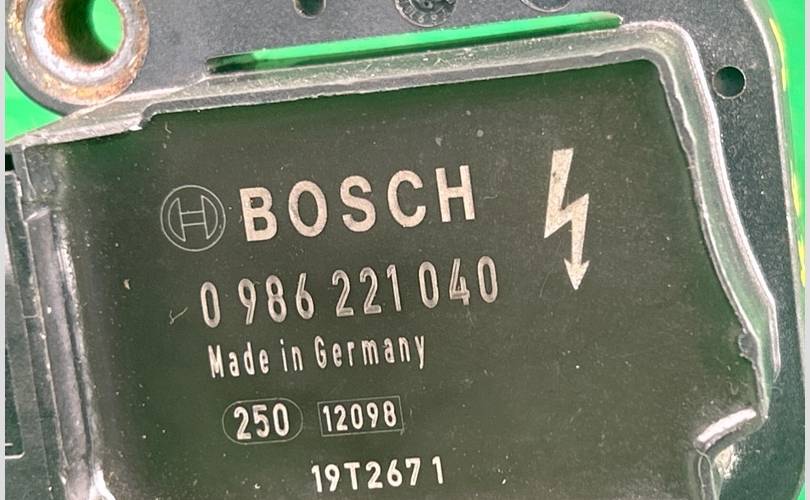 BOSCH
0 986 221 040
Made in Germany
250 12098
19T2671